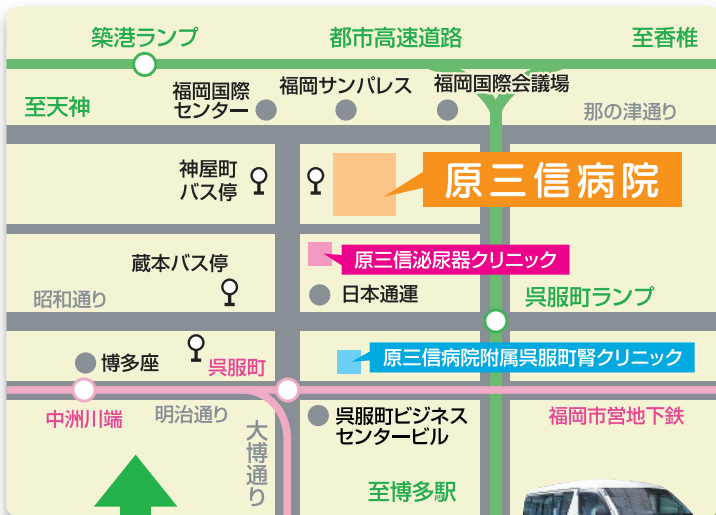 築港ランプ
都市高速道路
至香椎
至天神
福岡国際
センター
福岡サンパレス
福岡国際会議場
那の津通り
神屋町
バス停
原三信病院
蔵本バス停
原三信泌尿器クリニック
昭和通り
日本通運
呉服町ランプ
博多座
呉服町
原三信病院附属呉服町腎クリニック
中洲川端
明治通り
大博通り
呉服町ビジネス
センタービル
福岡市営地下鉄
至博多駅